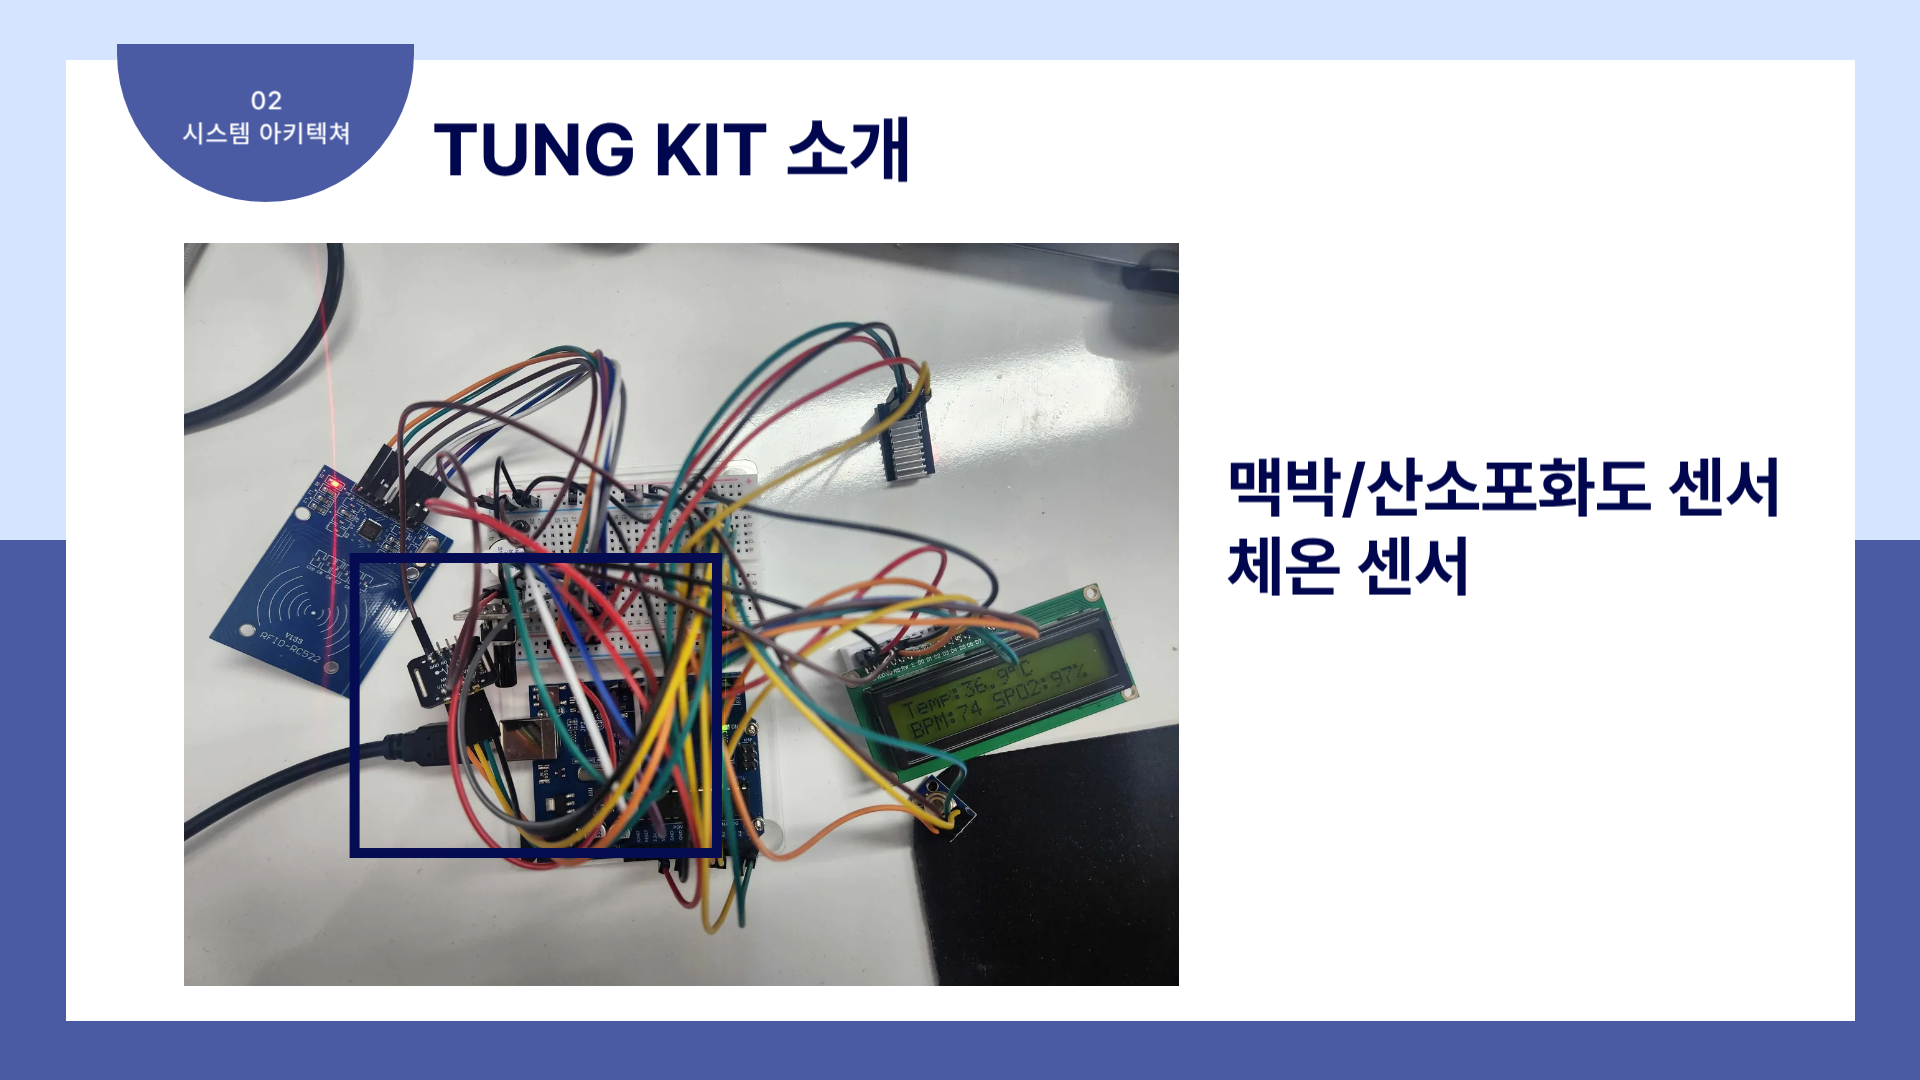 02
시스템 아키텍쳐
TUNG KIT 소개
맥박/산소포화도 센서
체온 센서
V133
RFID-RC522
Temp:36.9°C
BPM:74 SPO2:97%